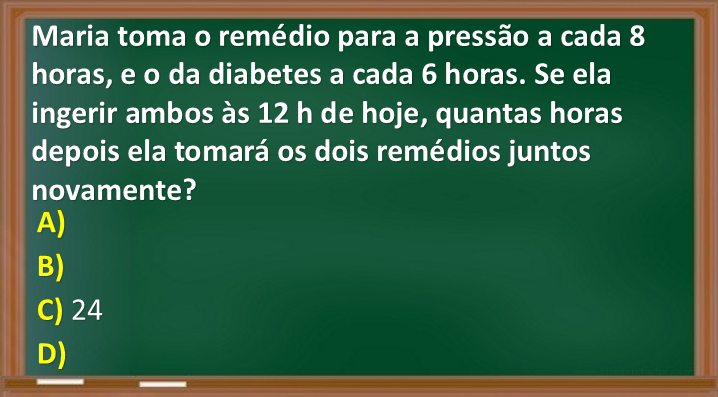 Maria toma o remédio para a pressão a cada 8
horas, e o da diabetes a cada 6 horas. Se ela
ingerir ambos às 12 h de hoje, quantas horas
depois ela tomará os dois remédios juntos
novamente?
A)
B)
C) 24
D)